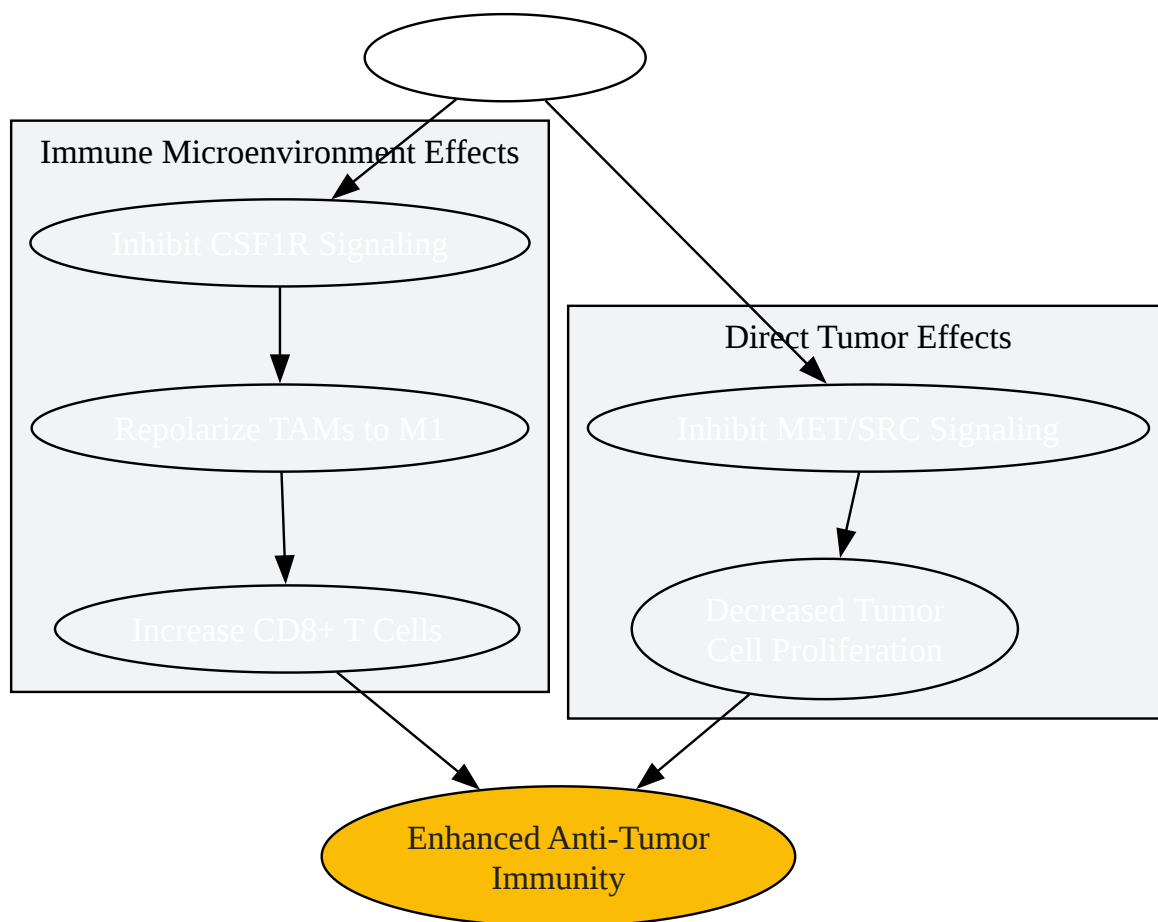 Immune Microenvironment Effects
Inhibit CSF1R Signaling
Direct Tumor Effects
Repolarize TAMs to M1
Inhibit MET/SRC Signaling
Increase CD8+ T Cells
Decreased Tumor
Cell Proliferation
Enhanced Anti-Tumor
Immunity